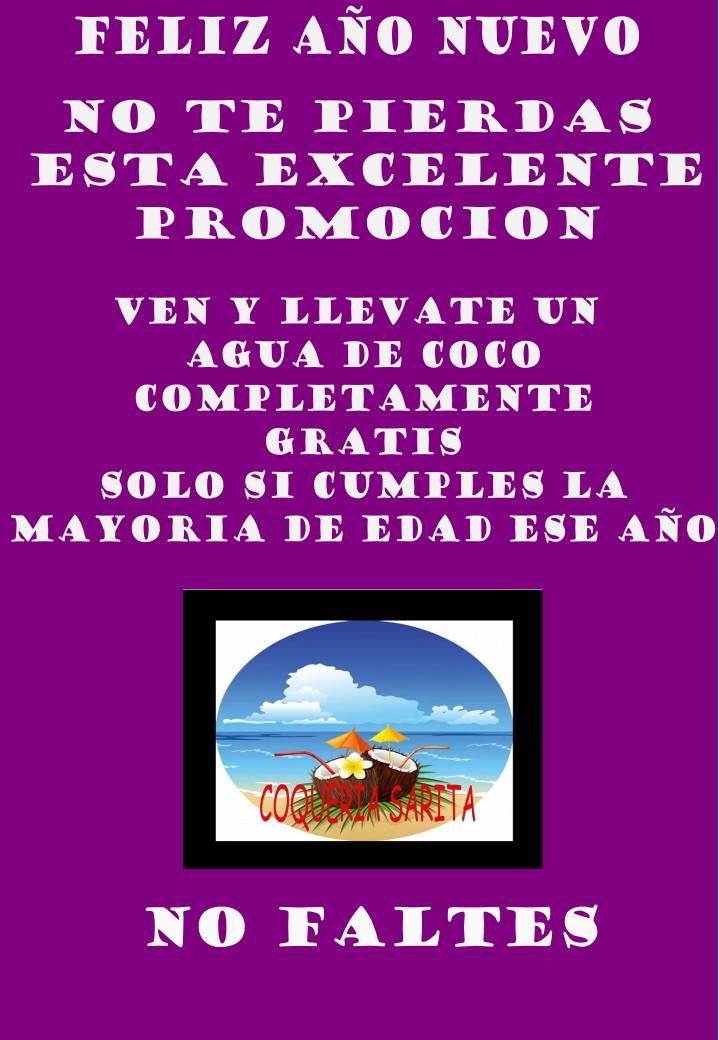 FELIZ AÑO NUEVO
NO TE PIERDAS
ESTA EXCELENTE
PROMOCION
VEN Y LLEVATE UN
AGUA DE COCO
COMPLETAMENTE
GRATIS
SOLO SI CUMPLES LA
MAYORIA DE EDAD ESE AÑO
COQUERIA SARITA
NO FALTES